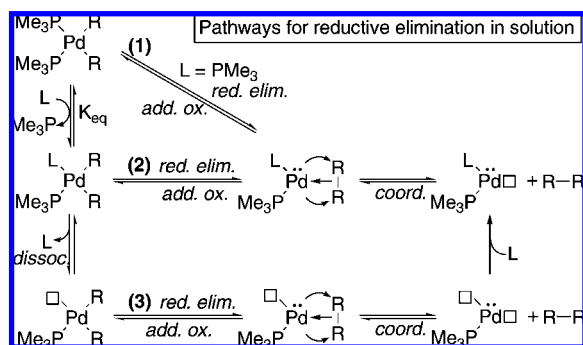 Pathways for reductive elimination in solution
Me3P R
Pd
Me3P R
(1)
L = PMe3
red. elim.
add. ox.
L
Me3P
Keq
L R
Pd
Me3P R
(2) red. elim.
add. ox.
L R
Pd
Me3P R
coord.
L
Pd
Me3P
+ R–R
L
dissoc.
L
R
Pd
Me3P R
(3) red. elim.
add. ox.
R
Pd
Me3P R
coord.
Pd
Me3P
+ R–R